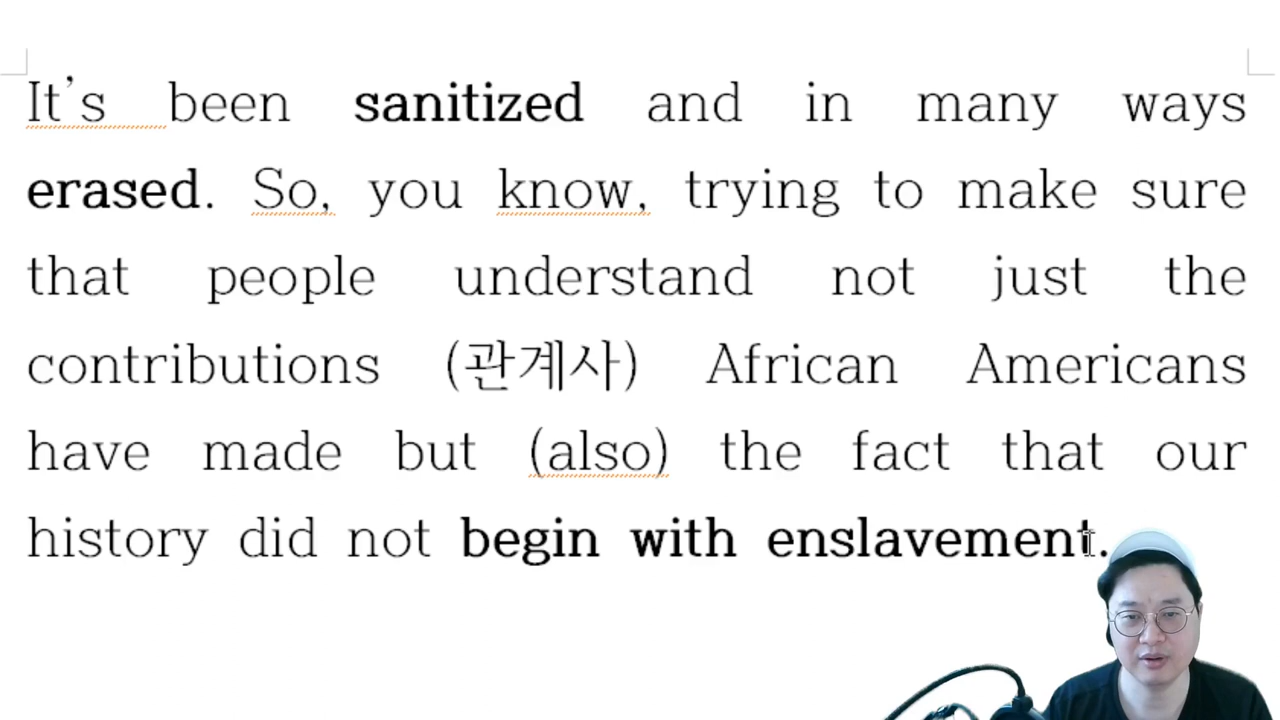 It's been sanitized and in many ways
erased. So, you know, trying to make sure
that people understand not just the
contributions (관계사) African Americans
have made but (also) the fact that our
history did not begin with enslavement.